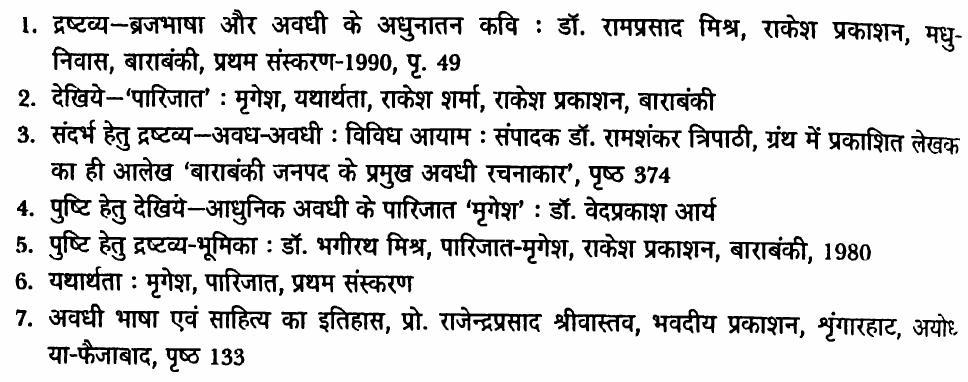 1. द्रष्टव्य–ब्रजभाषा और अवधी के अधुनातन कवि : डॉ. रामप्रसाद मिश्र, राकेश प्रकाशन, मधु-
निवास, बाराबंकी, प्रथम संस्करण-1990, पृ. 49
2. देखिये–'पारिजात' : मृगेश, यथार्थता, राकेश शर्मा, राकेश प्रकाशन, बाराबंकी
3. संदर्भ हेतु द्रष्टव्य–अवध-अवधी : विविध आयाम : संपादक डॉ. रामशंकर त्रिपाठी, ग्रंथ में प्रकाशित लेखक
का ही आलेख 'बाराबंकी जनपद के प्रमुख अवधी रचनाकार', पृष्ठ 374
4. पुष्टि हेतु देखिये–आधुनिक अवधी के पारिजात 'मृगेश' : डॉ. वेदप्रकाश आर्य
5. पुष्टि हेतु द्रष्टव्य-भूमिका : डॉ. भगीरथ मिश्र, पारिजात-मृगेश, राकेश प्रकाशन, बाराबंकी, 1980
6. यथार्थता : मृगेश, पारिजात, प्रथम संस्करण
7. अवधी भाषा एवं साहित्य का इतिहास, प्रो. राजेन्द्रप्रसाद श्रीवास्तव, भवदीय प्रकाशन, शृंगारहाट, अयोध्
या-फैजाबाद, पृष्ठ 133